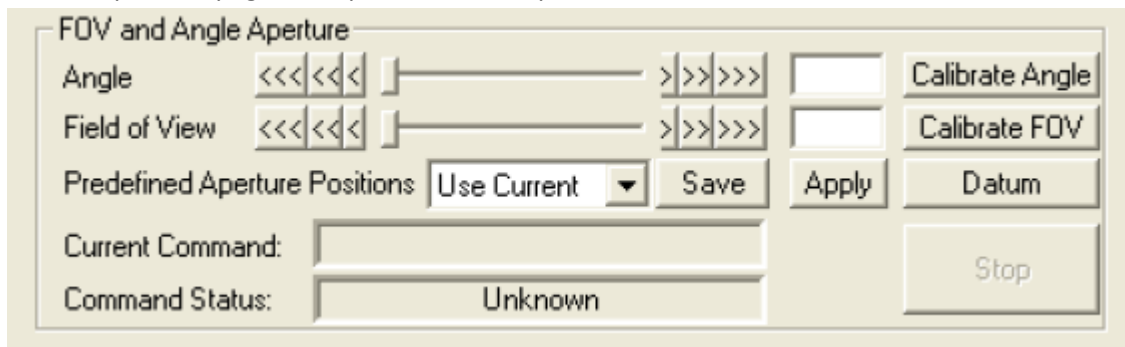 FOV and Angle Aperture
Angle <<< << < > >> >>> Calibrate Angle
Field of View <<< << < > >> >>> Calibrate FOV
Predefined Aperture Positions Use Current Save Apply Datum
Current Command:
Stop
Command Status: Unknown